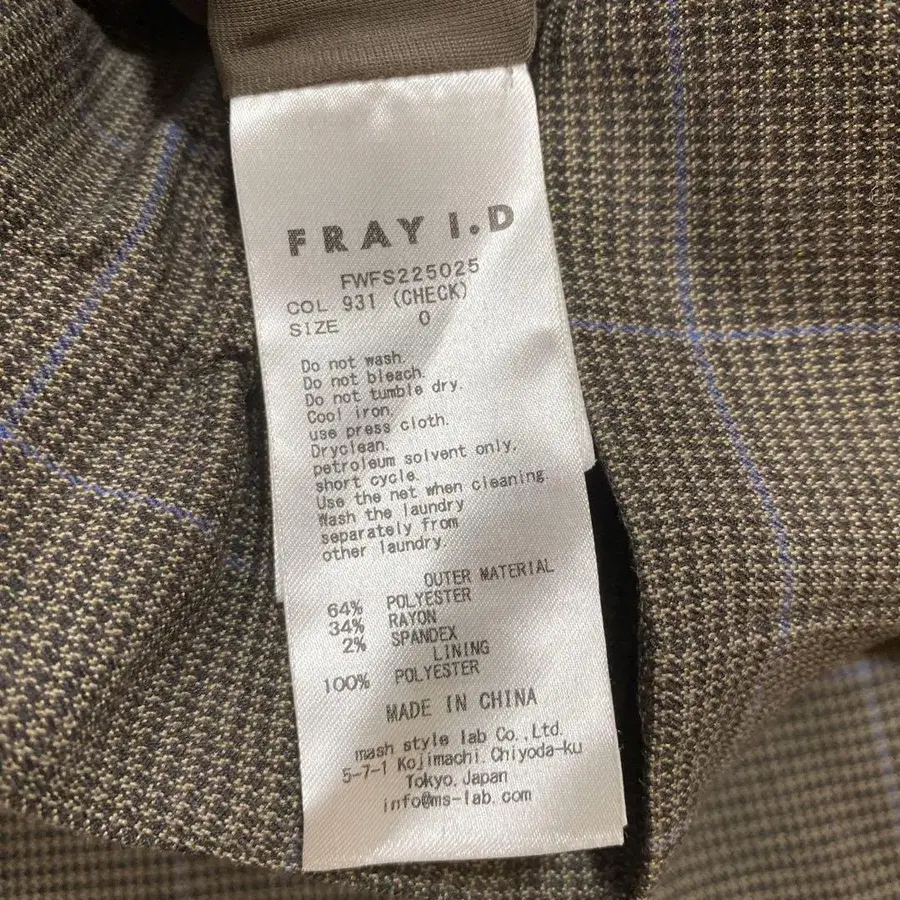 FRAY I.D
FWFS225025
COL 931 (CHECK)
SIZE 0
Do not wash.
Do not bleach.
Do not tumble dry.
Cool iron.
use press cloth.
Dryclean.
petroleum solvent only.
short cycle.
Use the net when cleaning.
Wash the laundry
separately from
other laundry.
OUTER MATERIAL
64% POLYESTER
34% RAYON
2% SPANDEX
LINING
100% POLYESTER
MADE IN CHINA
mash style lab Co.,Ltd.
5-7-1 Kojimachi.Chiyoda-ku
Tokyo.Japan
info@ms-lab.com